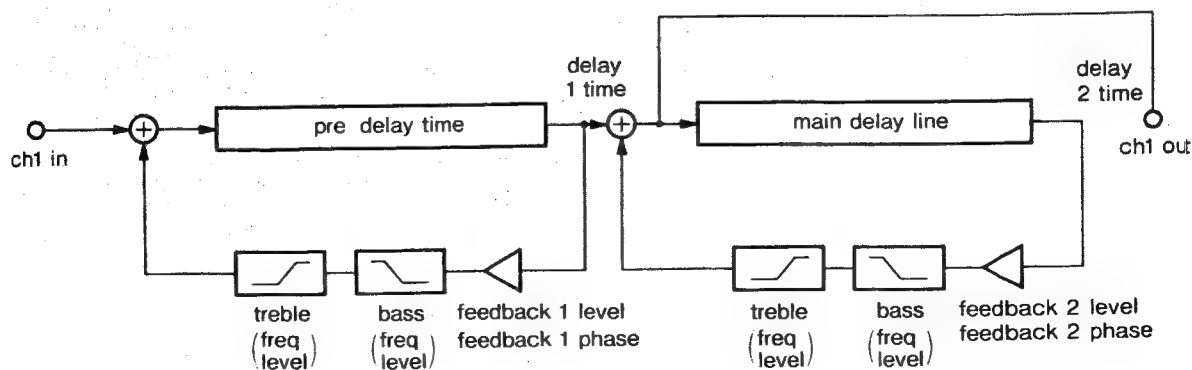 delay
1 time
delay
2 time
ch1 in
+
pre delay time
+
main delay line
ch1 out
treble
(freq
level)
bass
(freq
level)
feedback 1 level
feedback 1 phase
treble
(freq
level)
bass
(freq
level)
feedback 2 level
feedback 2 phase